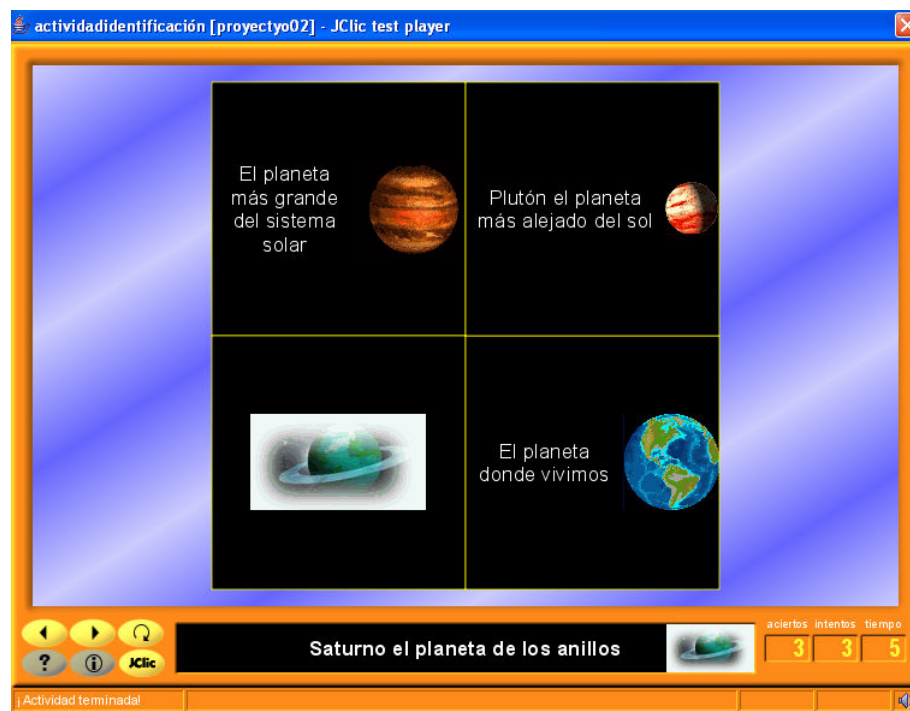 actividadidentificación [proyectyo02] - JClic test player
El planeta
más grande
del sistema
solar
Plutón el planeta
más alejado del sol
El planeta
donde vivimos
aciertos intentos tiempo
3 3 5
Saturno el planeta de los anillos
? i JClic
¡Actividad terminada!